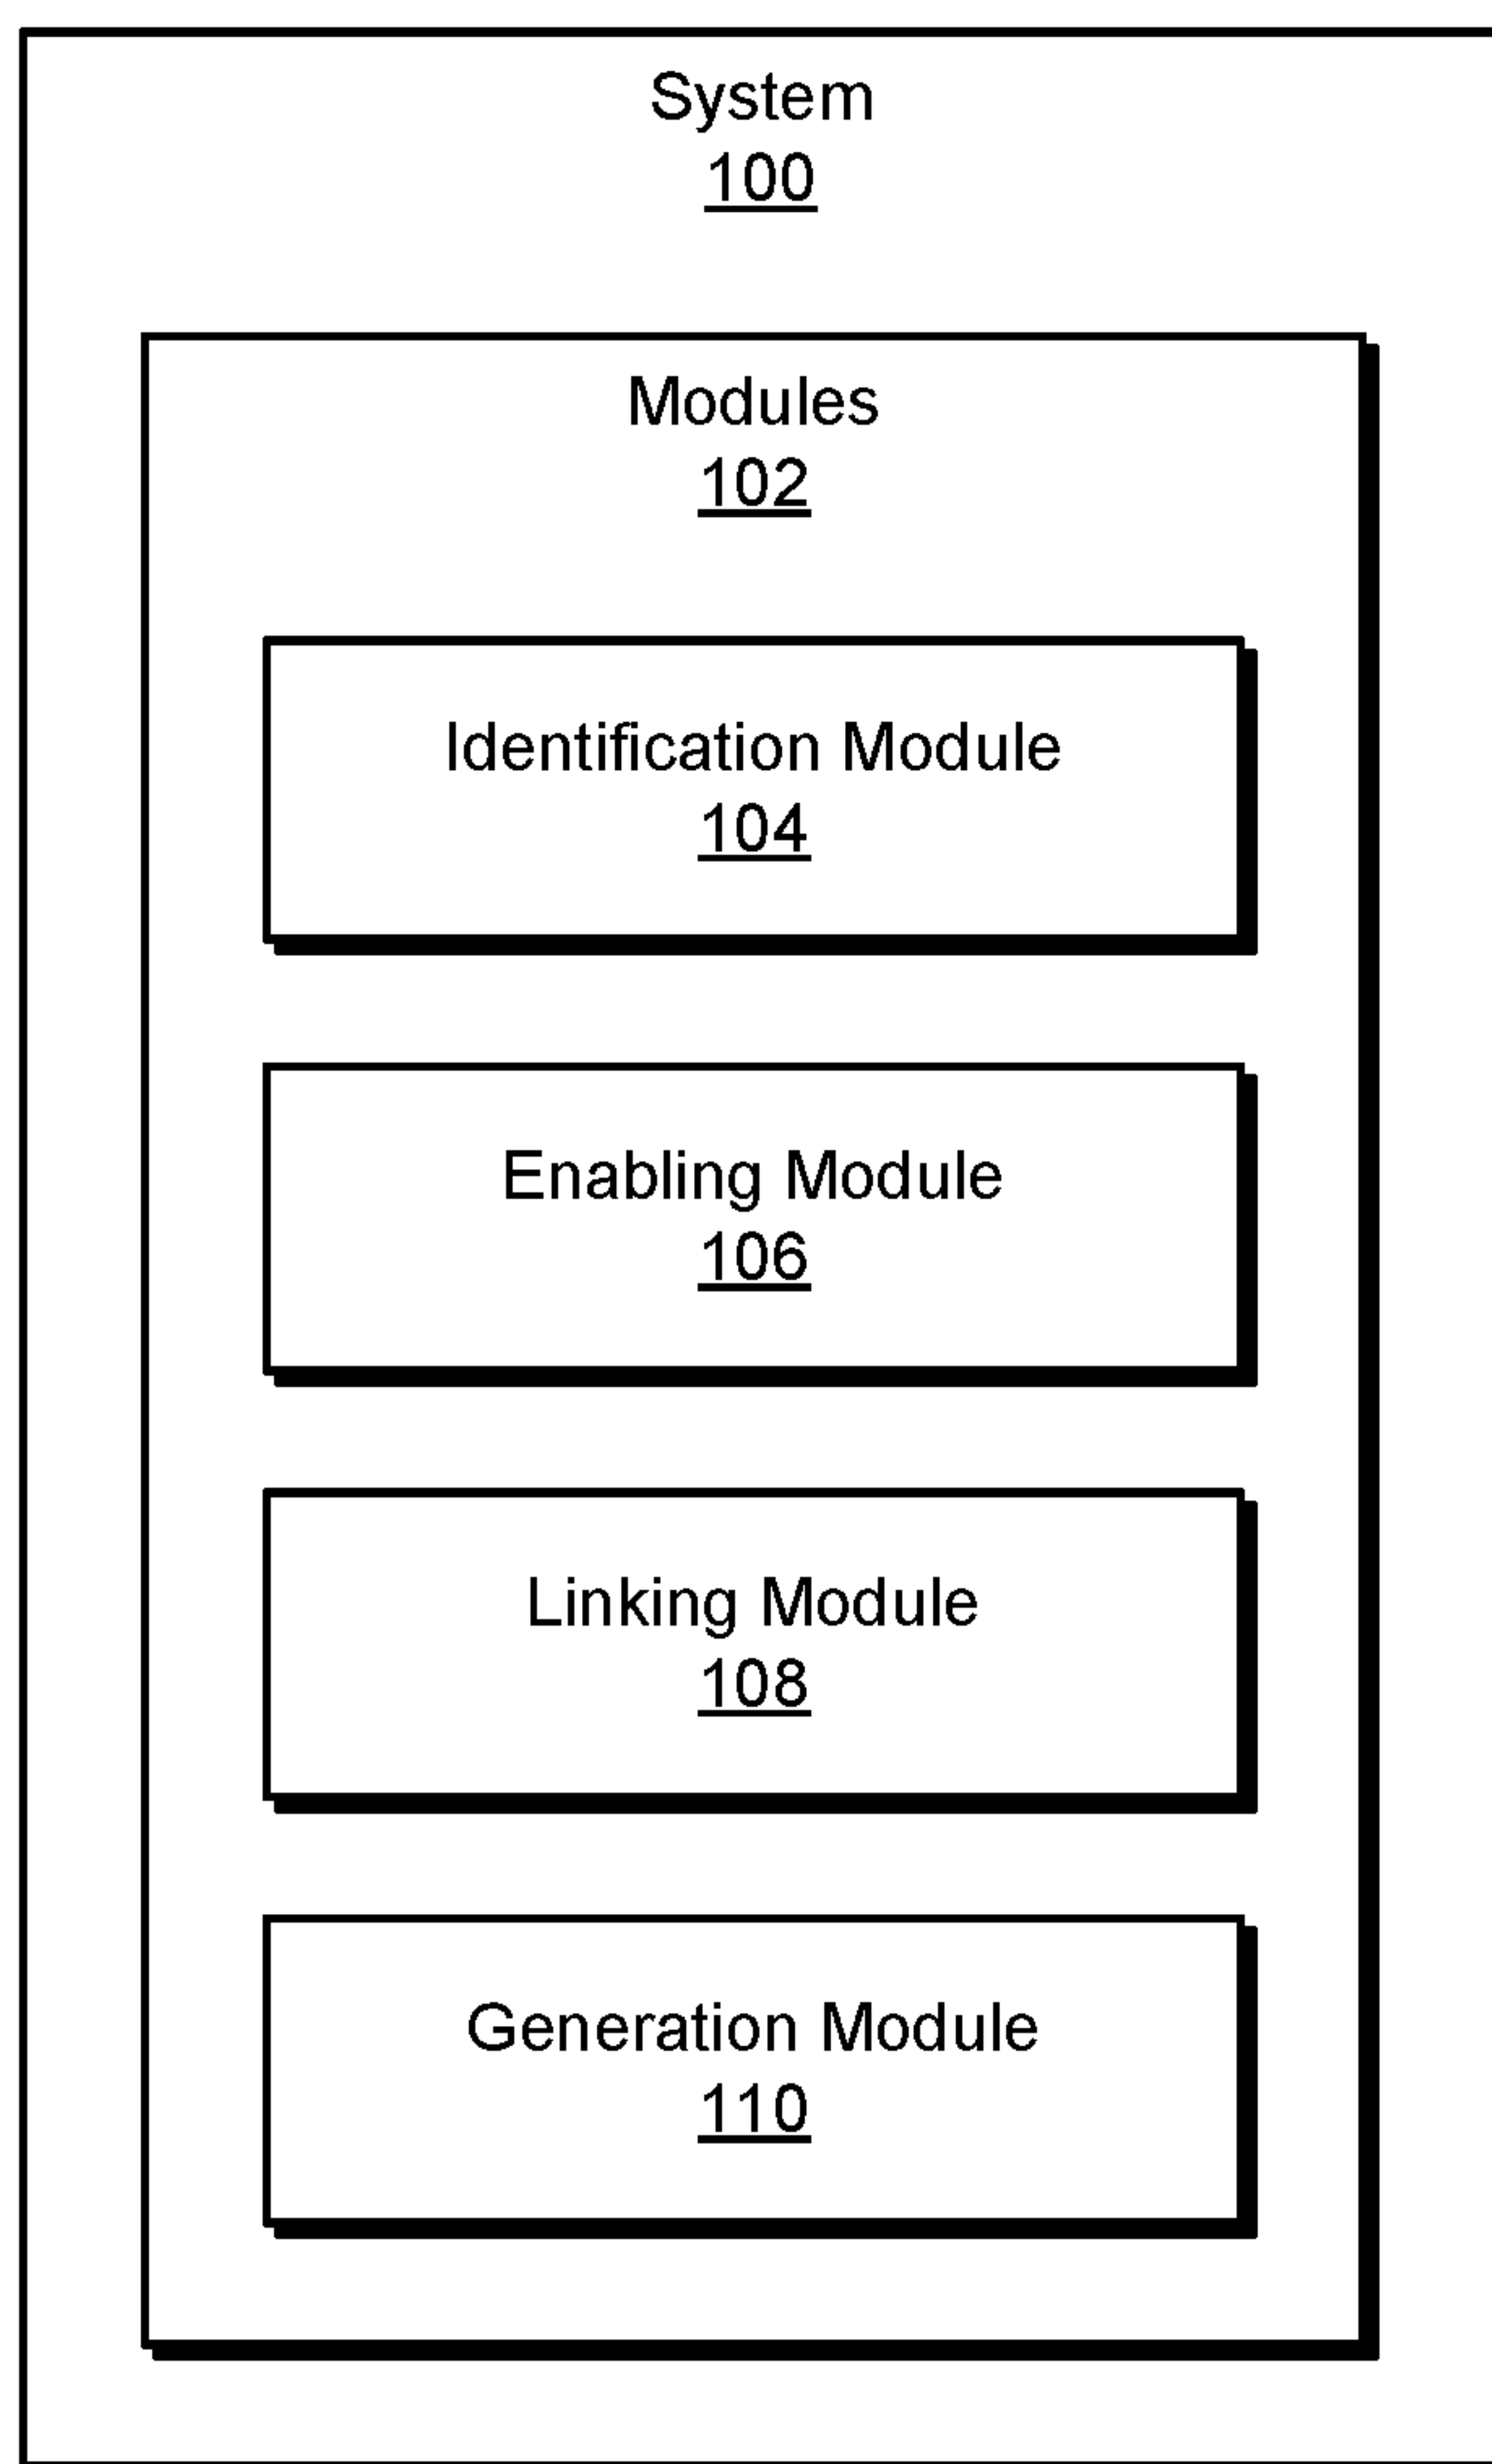 System
100
Modules
102
Identification Module
104
Enabling Module
106
Linking Module
108
Generation Module
110